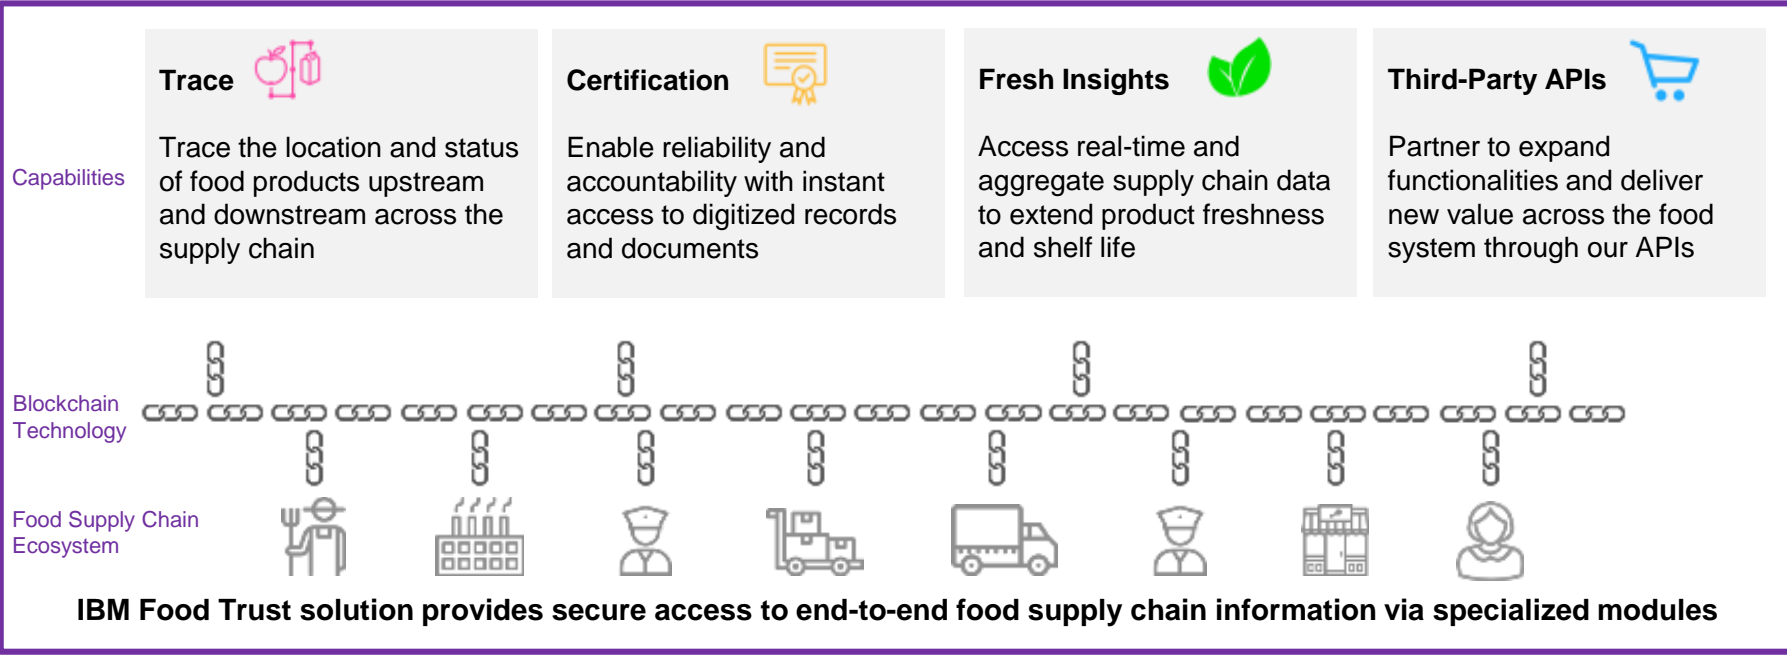 Trace
Certification
Fresh Insights
Third-Party APIs
Capabilities
Trace the location and status
of food products upstream
and downstream across the
supply chain
Enable reliability and
accountability with instant
access to digitized records
and documents
Access real-time and
aggregate supply chain data
to extend product freshness
and shelf life
Partner to expand
functionalities and deliver
new value across the food
system through our APIs
Blockchain
Technology
Food Supply Chain
Ecosystem
IBM Food Trust solution provides secure access to end-to-end food supply chain information via specialized modules